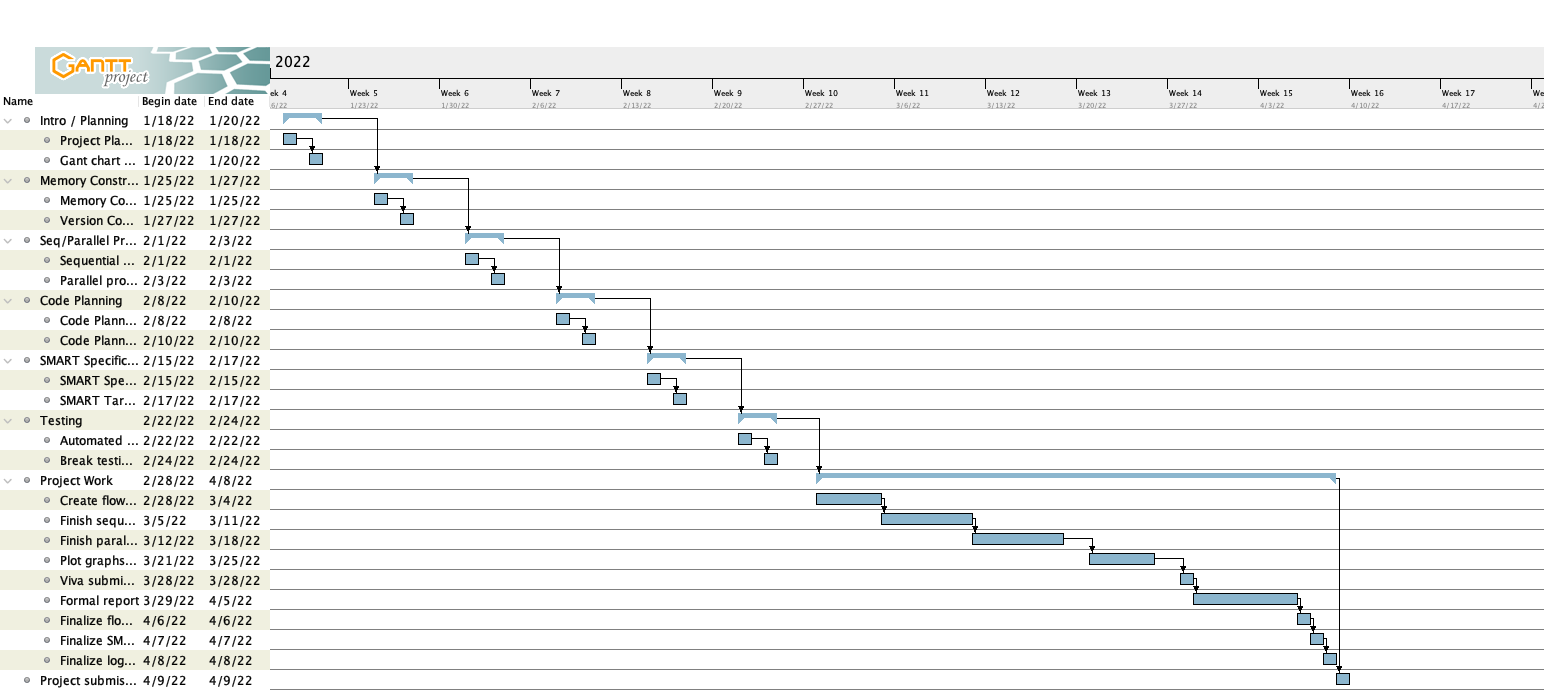 GANTT
project
2022
ek 4 Week 5 Week 6 Week 7 Week 8 Week 9 Week 10 Week 11 Week 12 Week 13 Week 14 Week 15 Week 16 Week 17 We
Name Begin date End date 6/22 1/23/22 1/30/22 2/6/22 2/13/22 2/20/22 2/27/22 3/6/22 3/13/22 3/20/22 3/27/22 4/3/22 4/10/22 4/17/22 4/2
Intro / Planning 1/18/22 1/20/22
Project Pla... 1/18/22 1/18/22
Gant chart ... 1/20/22 1/20/22
Memory Constr... 1/25/22 1/27/22
Memory Co... 1/25/22 1/25/22
Version Co... 1/27/22 1/27/22
Seq/Parallel Pr... 2/1/22 2/3/22
Sequential ... 2/1/22 2/1/22
Parallel pro... 2/3/22 2/3/22
Code Planning 2/8/22 2/10/22
Code Plann... 2/8/22 2/8/22
Code Plann... 2/10/22 2/10/22
SMART Specific... 2/15/22 2/17/22
SMART Spe... 2/15/22 2/15/22
SMART Tar... 2/17/22 2/17/22
Testing 2/22/22 2/24/22
Automated ... 2/22/22 2/22/22
Break testi... 2/24/22 2/24/22
Project Work 2/28/22 4/8/22
Create flow... 2/28/22 3/4/22
Finish sequ... 3/5/22 3/11/22
Finish paral... 3/12/22 3/18/22
Plot graphs... 3/21/22 3/25/22
Viva submi... 3/28/22 3/28/22
Formal report 3/29/22 4/5/22
Finalize flo... 4/6/22 4/6/22
Finalize SM... 4/7/22 4/7/22
Finalize log... 4/8/22 4/8/22
Project submis... 4/9/22 4/9/22